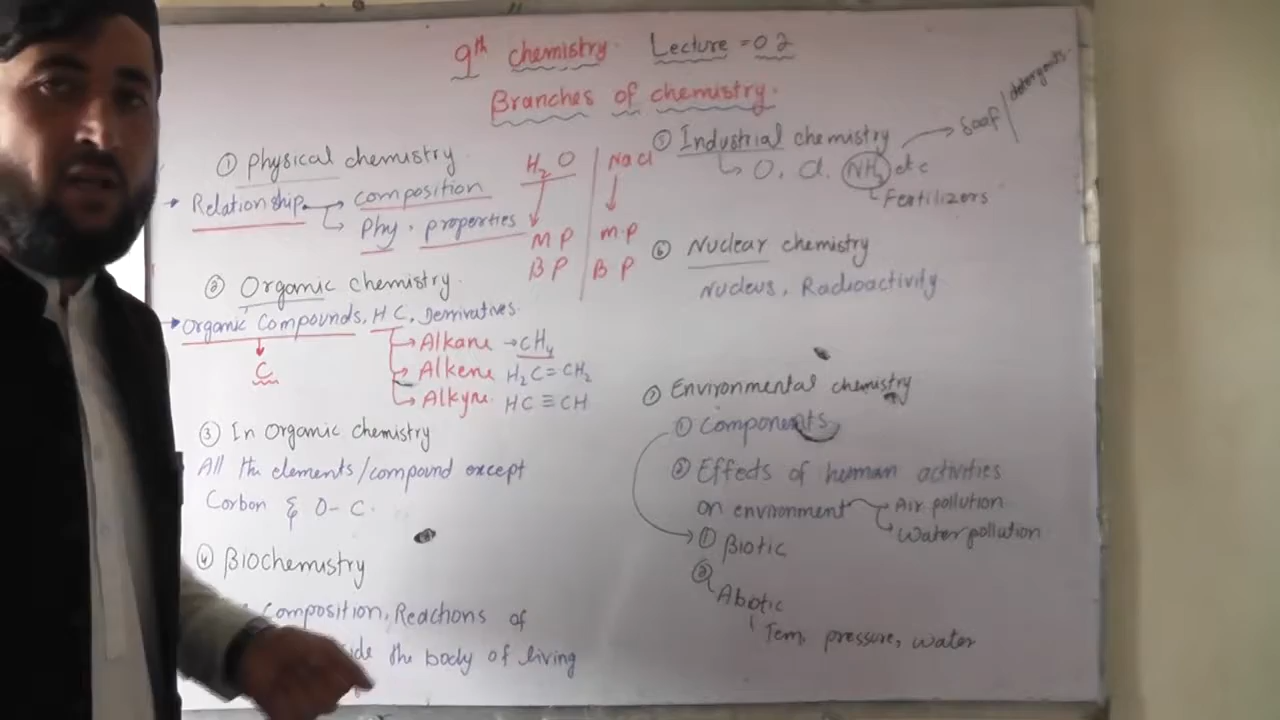 9th chemistry. Lecture = 02
Branches of chemistry.
① Physical chemistry
Relationship → composition
→ Phy. properties
H2O | NaCl
M P | M.P
B P | B P
② Organic chemistry
→ Organic Compounds, H C, Derivatives.
C
→ Alkane → CH4
→ Alkene H2C=CH2
→ Alkyne HC≡CH
③ In Organic chemistry
All the elements/compound except
Corbon & O-C.
④ Biochemistry
Composition, Reactions of
the body of living
⑤ Industrial chemistry → Soap / detergents.
→ O, Cl, NH3 etc
Fertilizers
⑥ Nuclear chemistry
Nucleus, Radioactivity
⑦ Environmental chemistry
① Components
② Effects of human activities
on environment → Air pollution
→ Water pollution
① Biotic
② Abotic
Tem, pressure, water